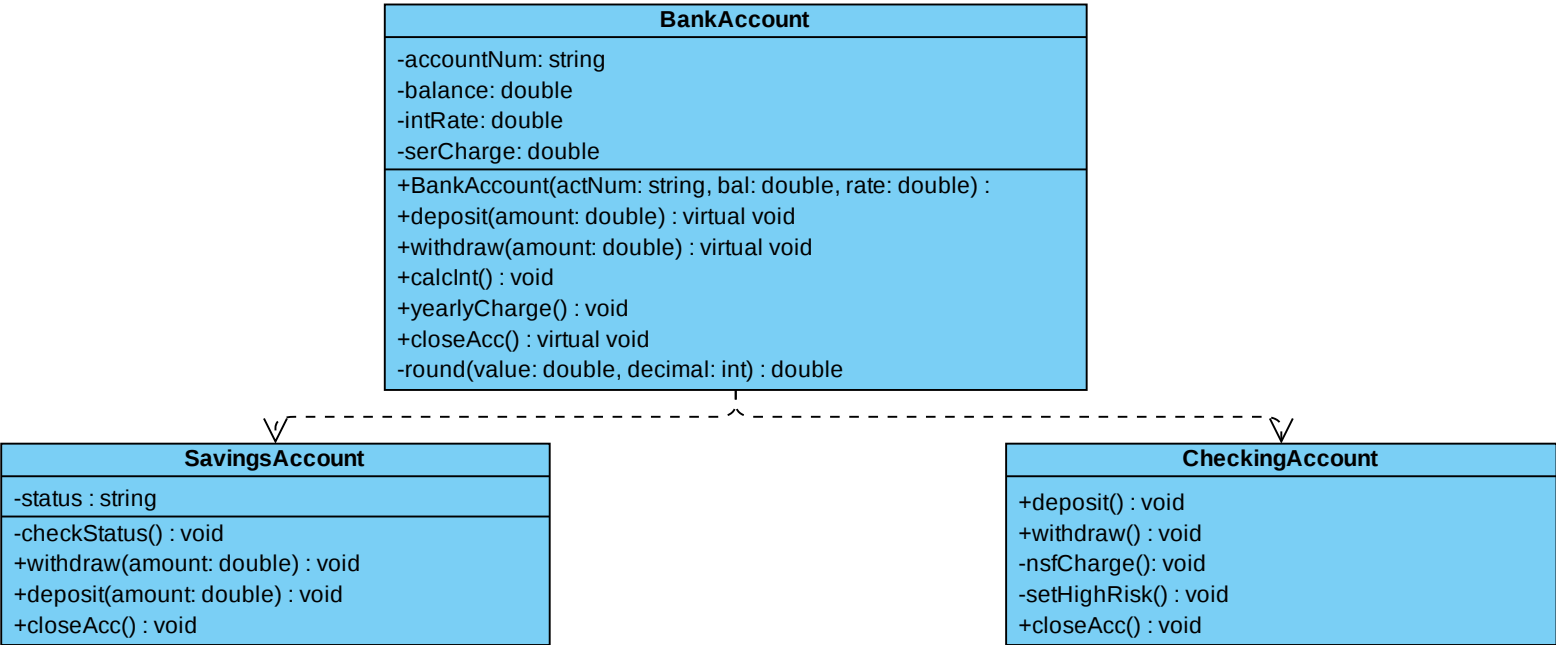 BankAccount
-accountNum: string
-balance: double
-intRate: double
-serCharge: double
+BankAccount(actNum: string, bal: double, rate: double) :
+deposit(amount: double) : virtual void
+withdraw(amount: double) : virtual void
+calcInt() : void
+yearlyCharge() : void
+closeAcc() : virtual void
-round(value: double, decimal: int) : double
SavingsAccount
-status : string
-checkStatus() : void
+withdraw(amount: double) : void
+deposit(amount: double) : void
+closeAcc() : void
CheckingAccount
+deposit() : void
+withdraw() : void
-nsfCharge(): void
-setHighRisk() : void
+closeAcc() : void